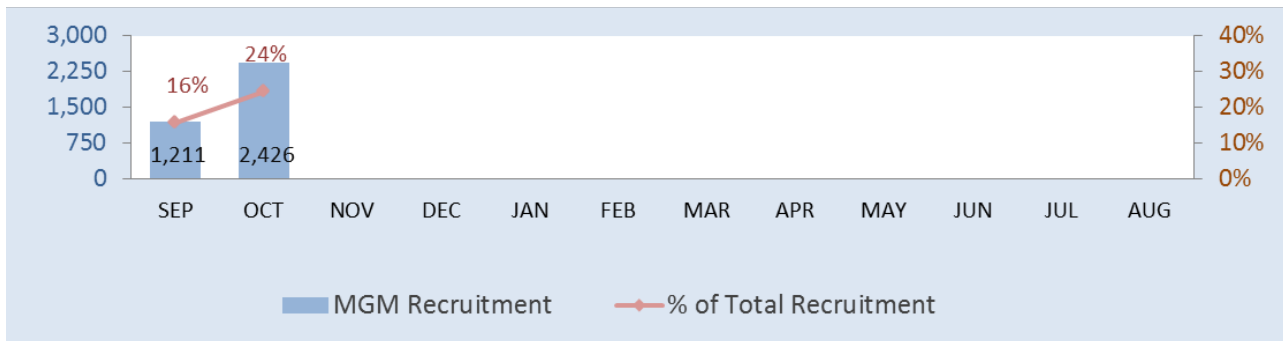 3,000 40%
24%
2,250 16% 30%
1,500 20%
750 10%
1,211 2,426
0 0%
SEP OCT NOV DEC JAN FEB MAR APR MAY JUN JUL AUG
MGM Recruitment % of Total Recruitment